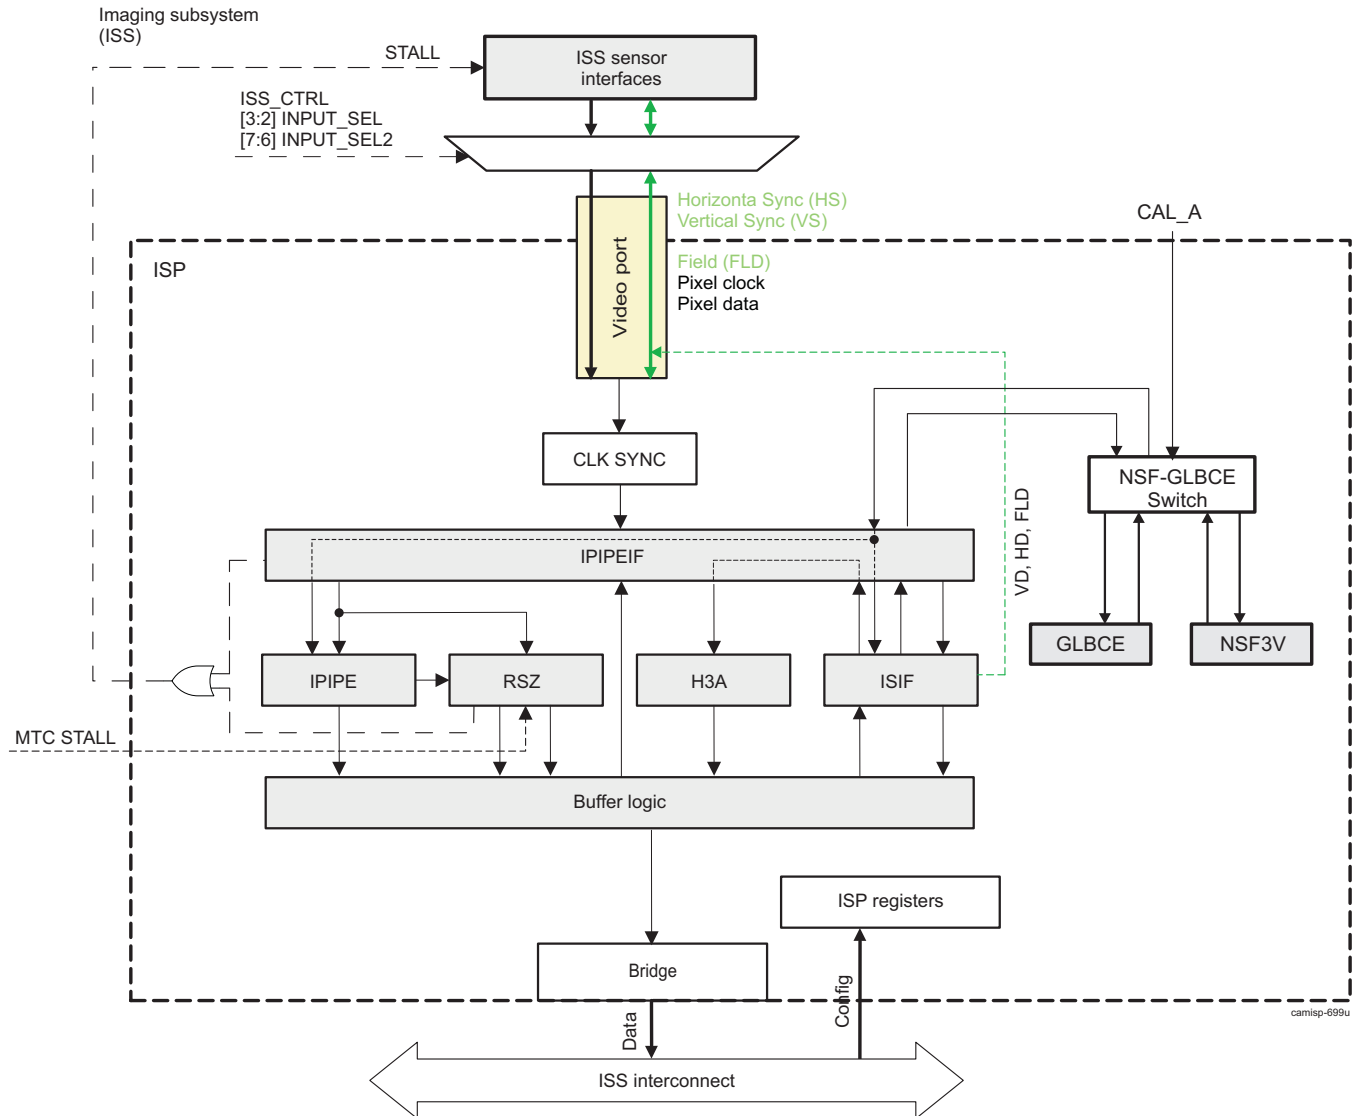 Imaging subsystem
(ISS)
STALL
ISS sensor
interfaces
ISS_CTRL
[3:2] INPUT_SEL
[7:6] INPUT_SEL2
Horizonta Sync (HS)
Vertical Sync (VS)
CAL_A
ISP
Video port
Field (FLD)
Pixel clock
Pixel data
CLK SYNC
NSF-GLBCE
Switch
IPIPEIF
VD, HD, FLD
GLBCE
NSF3V
IPIPE
RSZ
H3A
ISIF
MTC STALL
Buffer logic
ISP registers
Bridge
Config
Data
camisp-699u
ISS interconnect